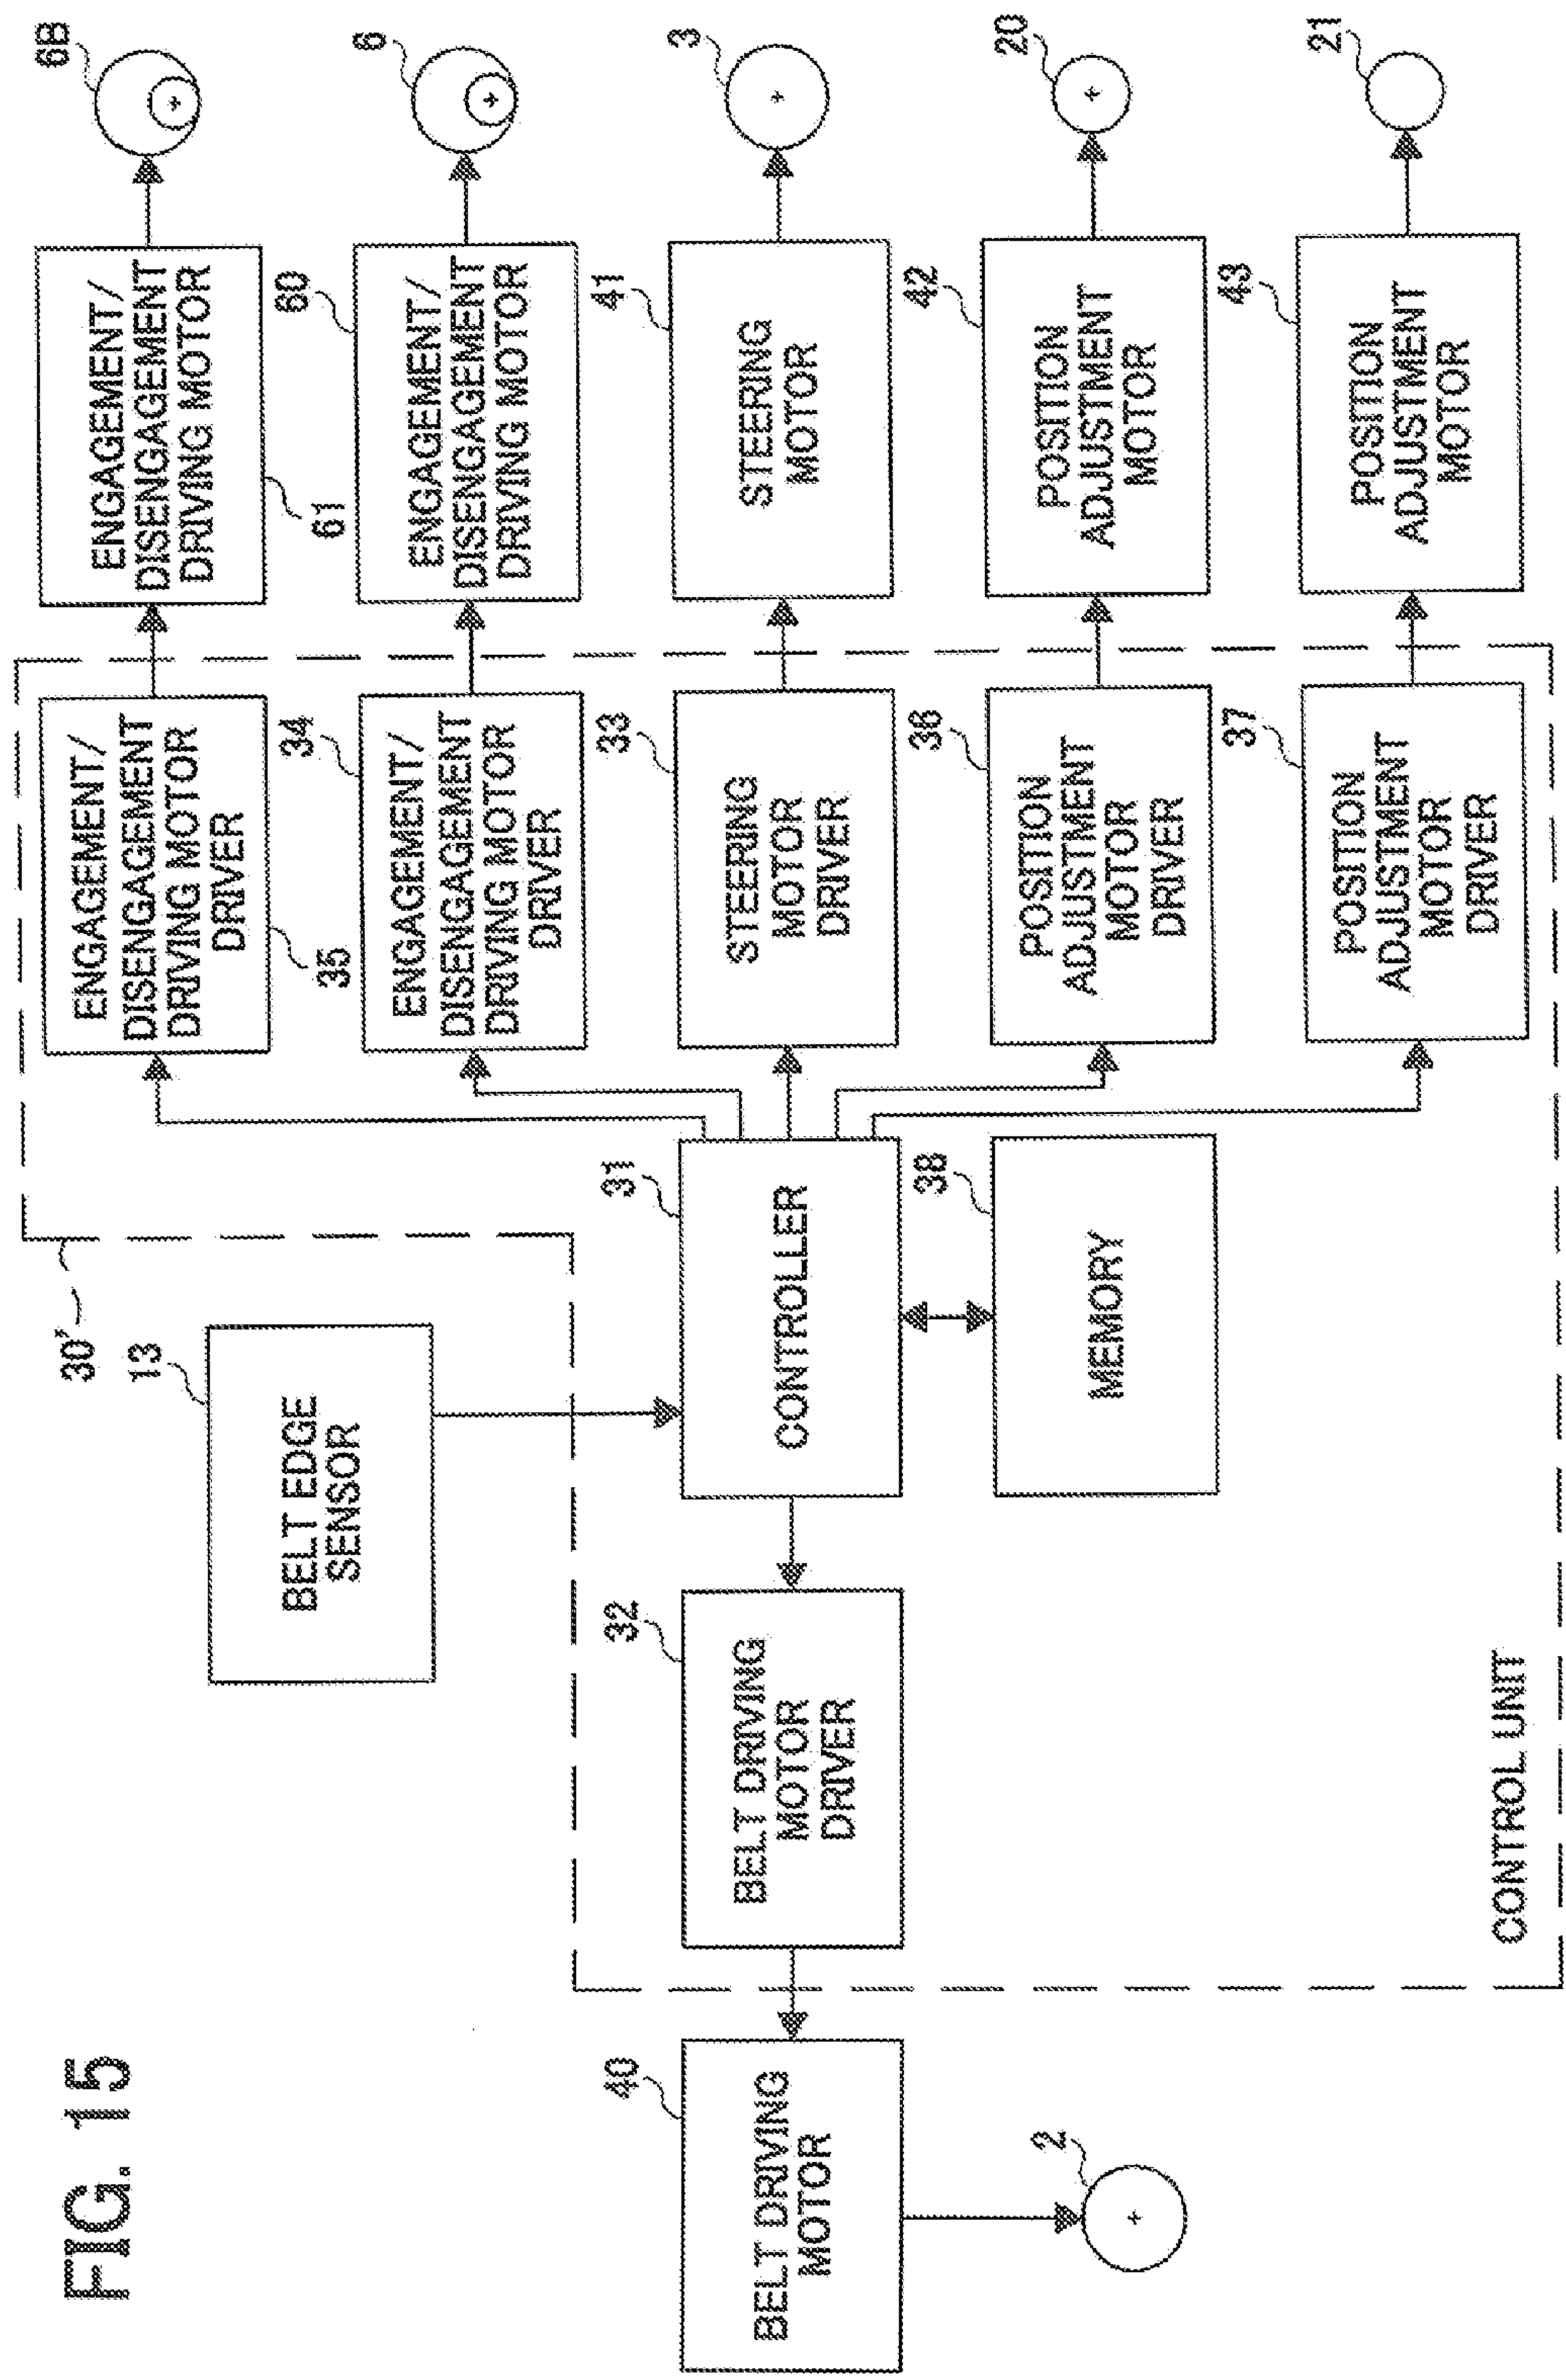 FIG. 15
BELT DRIVING
MOTOR
40
2
BELT DRIVING
MOTOR
DRIVER
32
BELT EDGE
SENSOR
13
30'
CONTROLLER
31
MEMORY
38
CONTROL UNIT
ENGAGEMENT/
DISENGAGEMENT
DRIVING MOTOR
DRIVER
35
ENGAGEMENT/
DISENGAGEMENT
DRIVING MOTOR
DRIVER
34
STEERING
MOTOR
DRIVER
33
POSITION
ADJUSTMENT
MOTOR
DRIVER
36
POSITION
ADJUSTMENT
MOTOR
DRIVER
37
ENGAGEMENT/
DISENGAGEMENT
DRIVING MOTOR
61
ENGAGEMENT/
DISENGAGEMENT
DRIVING MOTOR
60
STEERING
MOTOR
41
POSITION
ADJUSTMENT
MOTOR
42
POSITION
ADJUSTMENT
MOTOR
43
6B
6
3
20
21